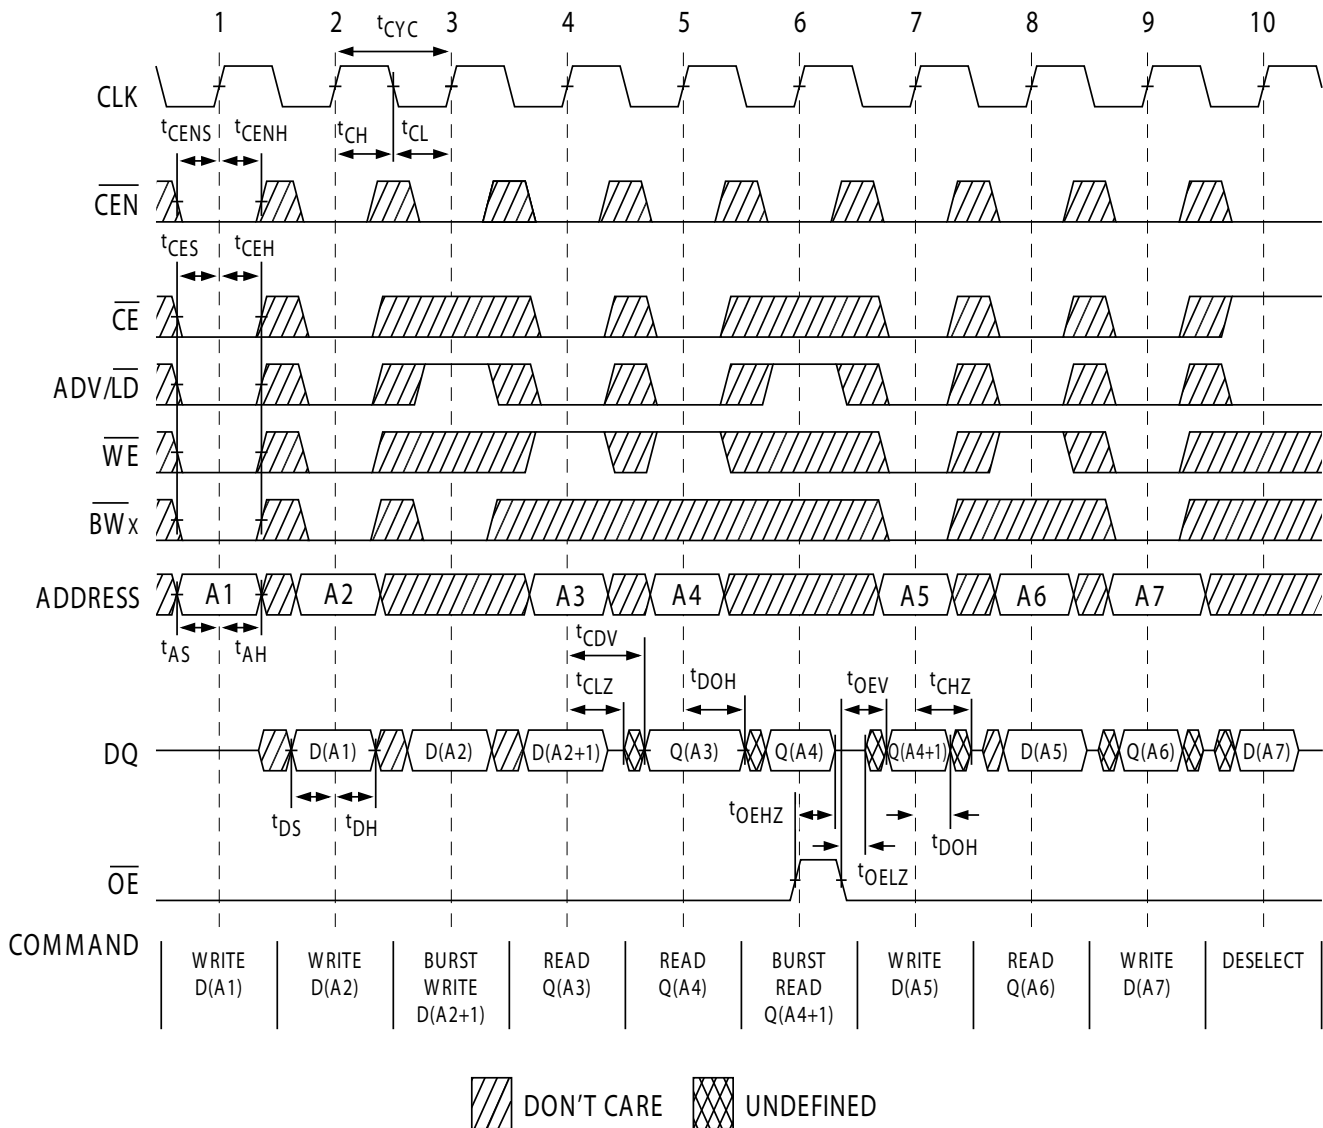 1 2 3 4 5 6 7 8 9 10
tCYC
CLK
tCENS tCENH tCH tCL
CEN
tCES tCEH
CE
ADV/LD
WE
BWx
ADDRESS A1 A2 A3 A4 A5 A6 A7
tAS tAH tCDV
tCLZ tDOH tOEV tCHZ
DQ D(A1) D(A2) D(A2+1) Q(A3) Q(A4) Q(A4+1) D(A5) Q(A6) D(A7)
tDS tDH tOEHZ tDOH
tOELZ
OE
COMMAND
WRITE WRITE BURST READ READ BURST WRITE READ WRITE DESELECT
D(A1) D(A2) WRITE Q(A3) Q(A4) READ D(A5) Q(A6) D(A7)
D(A2+1) Q(A4+1)
DON'T CARE UNDEFINED